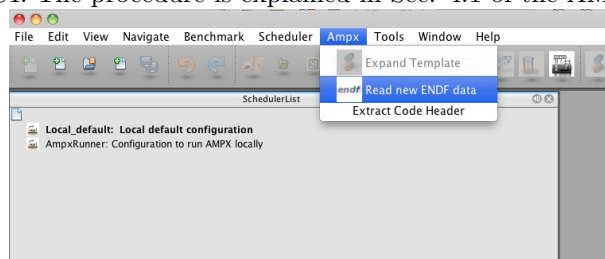 File Edit View Navigate Benchmark Scheduler Ampx Tools Window Help
Expand Template
endf Read new ENDF data
SchedulerList
Extract Code Header
Local_default: Local default configuration
AmpxRunner: Configuration to run AMPX locally